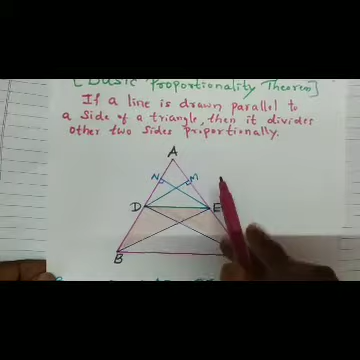 [Basic Proportionality Theorem]
If a line is drawn parallel to
a side of a triangle, then it divides
other two sides proportionally.
A
N M
D E
B